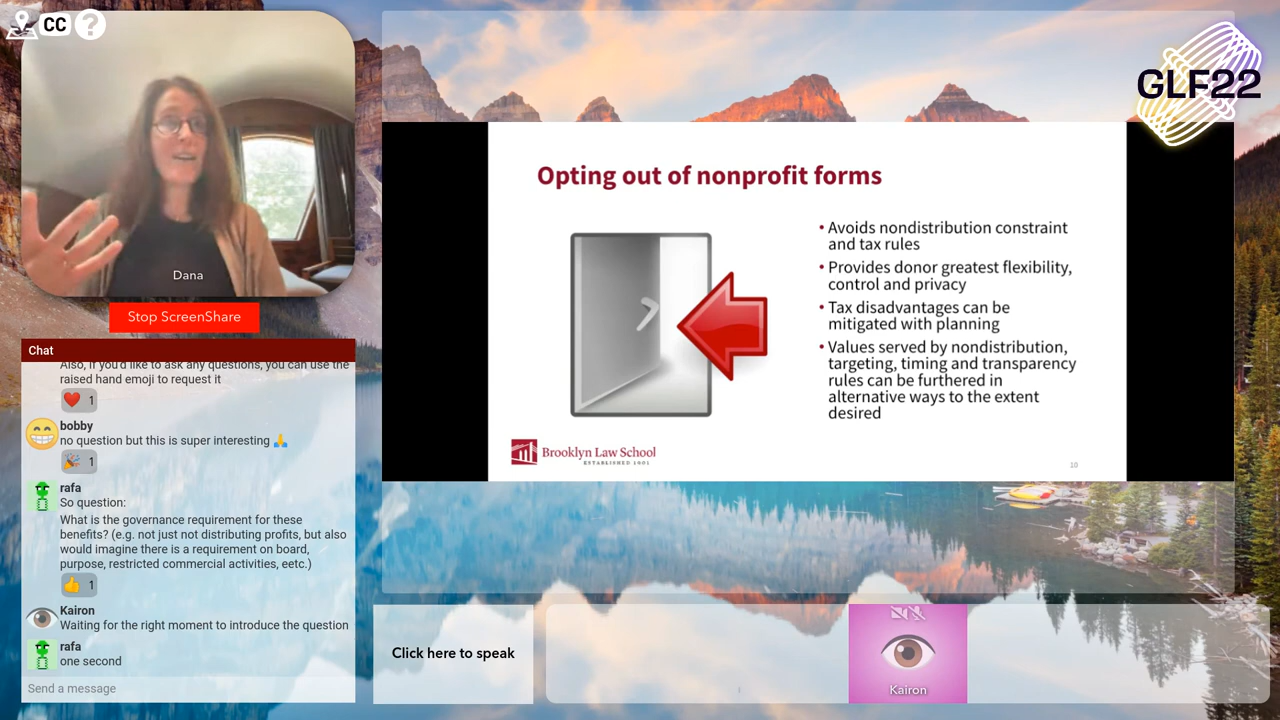 CC
?
GLF22
Dana
Stop ScreenShare
Chat
Also, if you'd like to ask any questions, you can use the
raised hand emoji to request it
1
bobby
no question but this is super interesting
1
rafa
So question:
What is the governance requirement for these
benefits? (e.g. not just not distributing profits, but also
would imagine there is a requirement on board,
purpose, restricted commercial activities, eetc.)
1
Kairon
Waiting for the right moment to introduce the question
rafa
one second
Send a message
Opting out of nonprofit forms
• Avoids nondistribution constraint
and tax rules
• Provides donor greatest flexibility,
control and privacy
• Tax disadvantages can be
mitigated with planning
• Values served by nondistribution,
targeting, timing and transparency
rules can be furthered in
alternative ways to the extent
desired
Brooklyn Law School
ESTABLISHED 1901
10
Click here to speak
Kairon